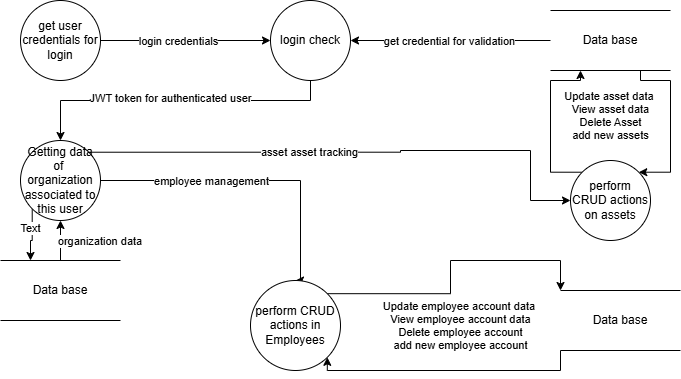 get user
credentials for
login
login credentials
login check
get credential for validation
Data base
JWT token for authenticated user
Update asset data
View asset data
Delete Asset
add new assets
Getting data
of
organization
associated to
this user
asset asset tracking
employee management
perform
CRUD actions
on assets
Text
organization data
Data base
perform CRUD
actions in
Employees
Update employee account data
View employee account data
Delete employee account
add new employee account
Data base